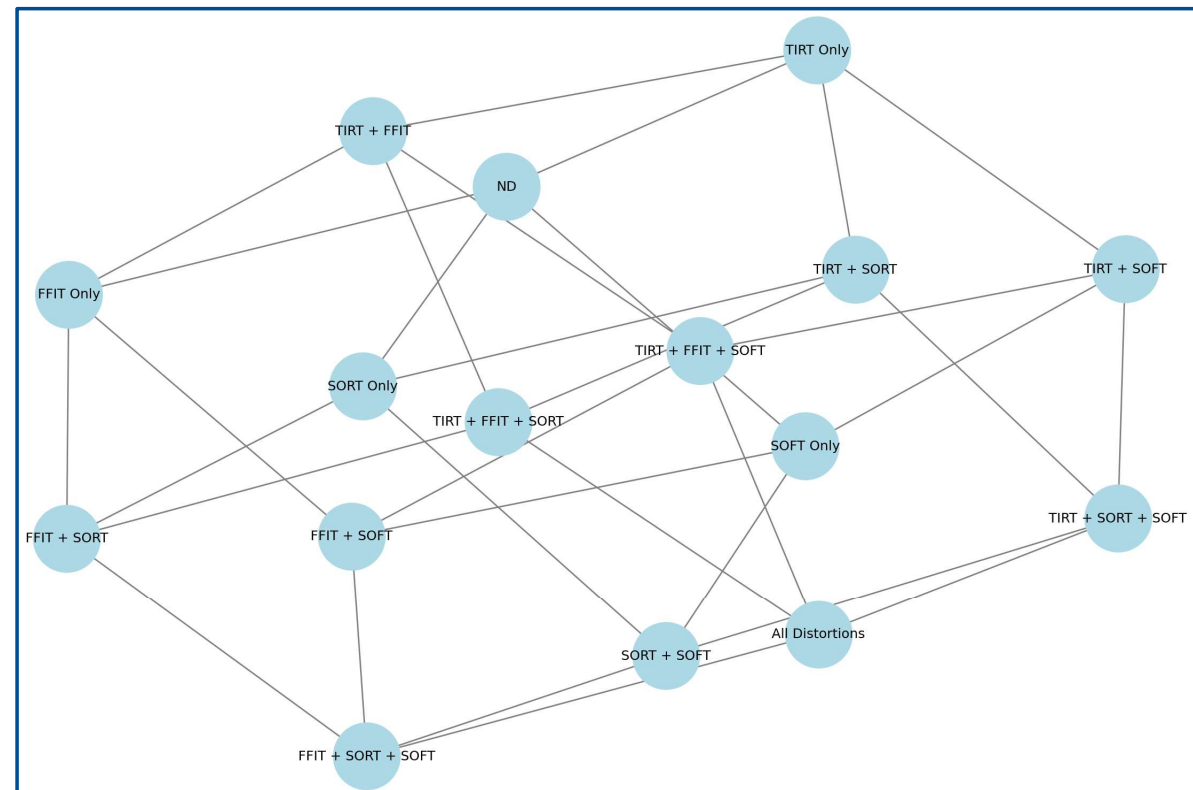 TIRT Only
TIRT + FFIT
ND
TIRT + SORT
TIRT + SOFT
FFIT Only
TIRT + FFIT + SOFT
SORT Only
TIRT + FFIT + SORT
SOFT Only
TIRT + SORT + SOFT
FFIT + SORT
FFIT + SOFT
All Distortions
SORT + SOFT
FFIT + SORT + SOFT